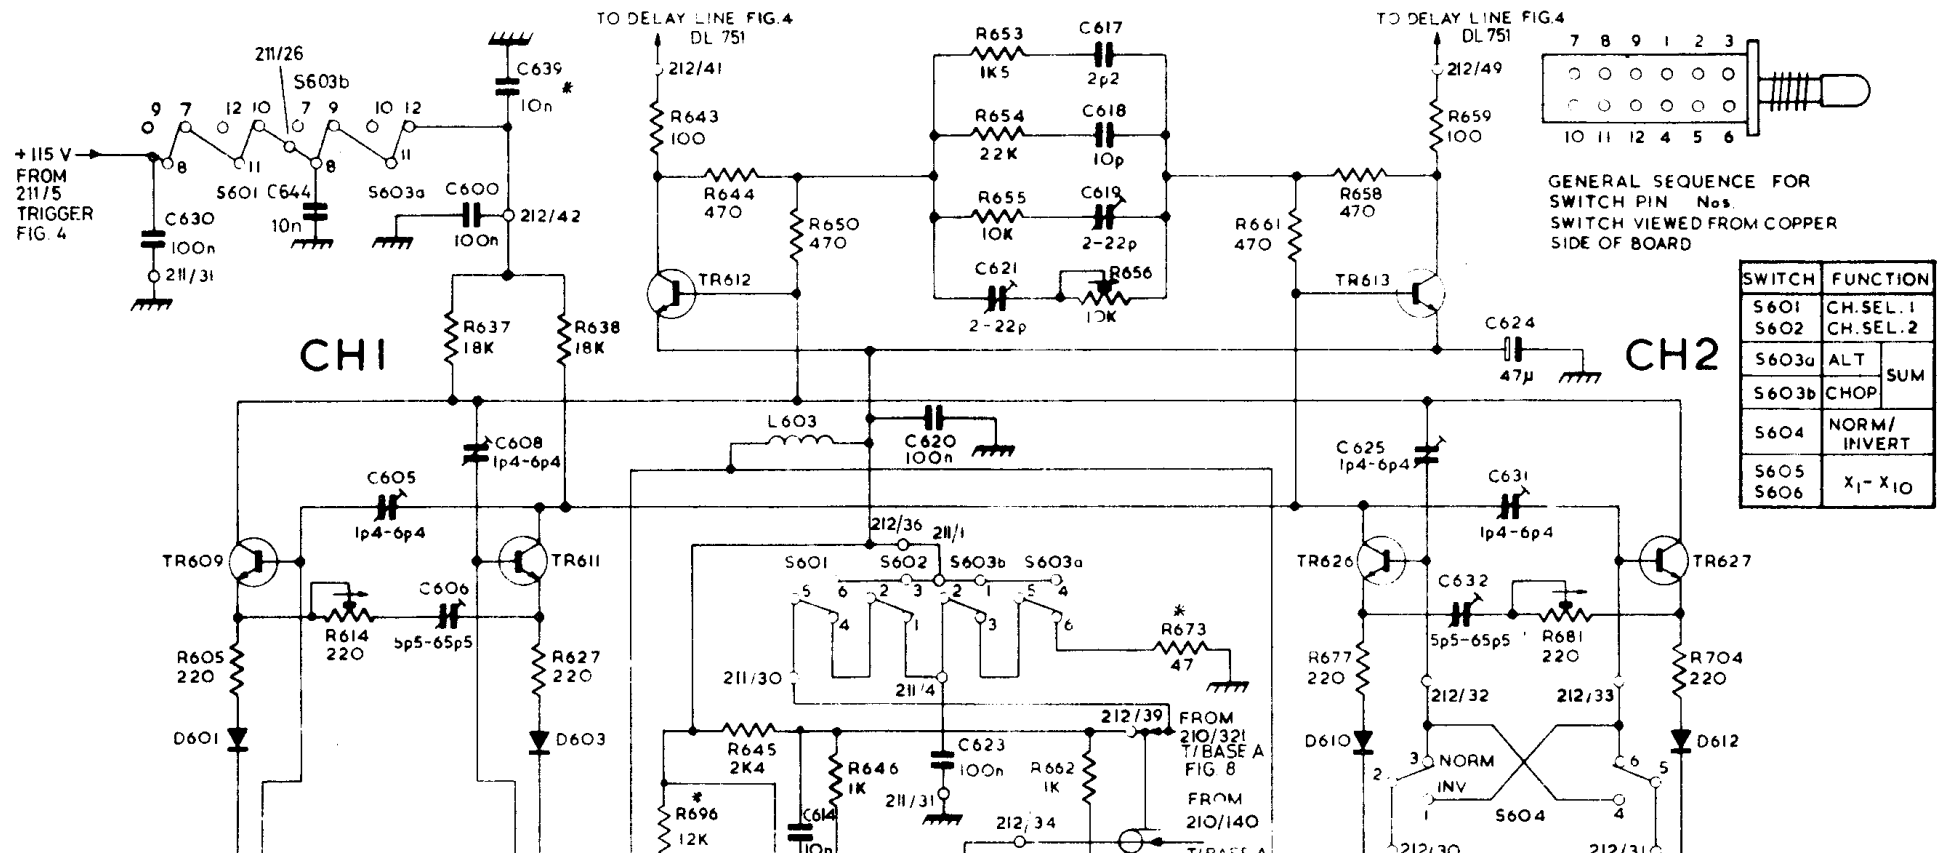 TO DELAY LINE FIG.4
DL 751
212/41
R643
100
R653
1K5
C617
2p2
R654
22K
C618
10p
R655
10K
C619
2-22p
C621
2-22p
R656
10K
TO DELAY LINE FIG.4
DL 751
212/49
R659
100
7 8 9 1 2 3
10 11 12 4 5 6
GENERAL SEQUENCE FOR
SWITCH PIN Nos.
SWITCH VIEWED FROM COPPER
SIDE OF BOARD
SWITCH FUNCTION
S601 CH.SEL.1
S602 CH.SEL.2
S603a ALT
SUM
S603b CHOP
S604 NORM/
INVERT
S605
S606
X1-X10
211/26
S603b
C639
*
10n
9 7 12 10 7 9 10 12
8 11 8 11
+115 V
FROM
211/5
TRIGGER
FIG. 4
S601
C644
10n
S603a
C600
100n
212/42
C630
100n
211/31
R644
470
R650
470
R661
470
R658
470
TR612
TR613
R637
18K
R638
18K
C624
47µ
CH1
CH2
L603
C620
100n
C608
1p4-6p4
C605
1p4-6p4
C625
1p4-6p4
C631
1p4-6p4
TR609
TR611
TR626
TR627
212/36
211/1
S601 S602 S603b S603a
5 6 2 3 2 1 5 4
4 1 3 6
*
R673
47
211/30
211/4
C606
5p5-65p5
R614
220
R605
220
R627
220
D601
D603
C632
5p5-65p5
R681
220
R677
220
R704
220
212/32
212/33
D610
D612
R645
2K4
R646
1K
C623
100n
211/31
R662
1K
212/39
FROM
210/321
T/BASE A
FIG. 8
FROM
210/140
T/BASE A
*
R696
12K
C614
10n
212/34
3 NORM
2
INV
1
S604
6
5
4
212/30
212/31